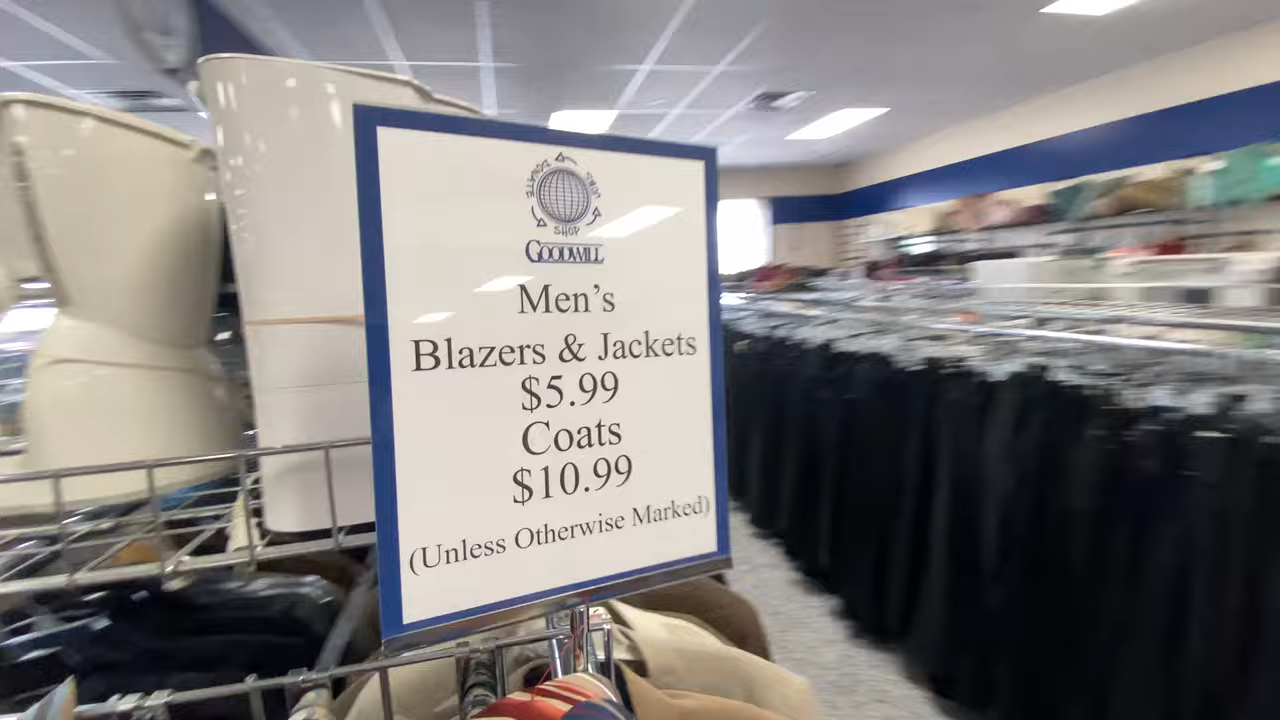 DONATE
SHOP
GOODWILL
Men's
Blazers & Jackets
$5.99
Coats
$10.99
(Unless Otherwise Marked)